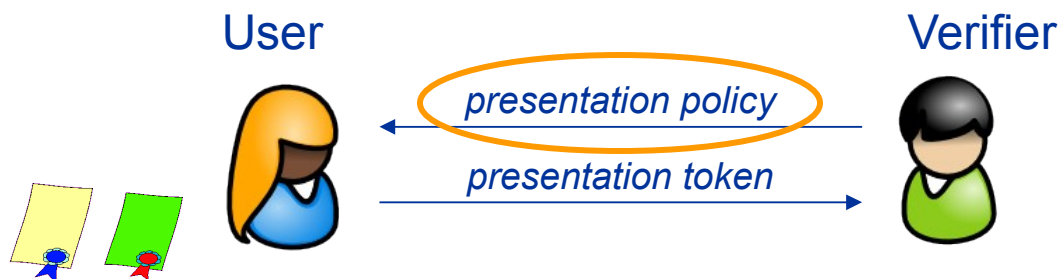 User
Verifier
presentation policy
presentation token